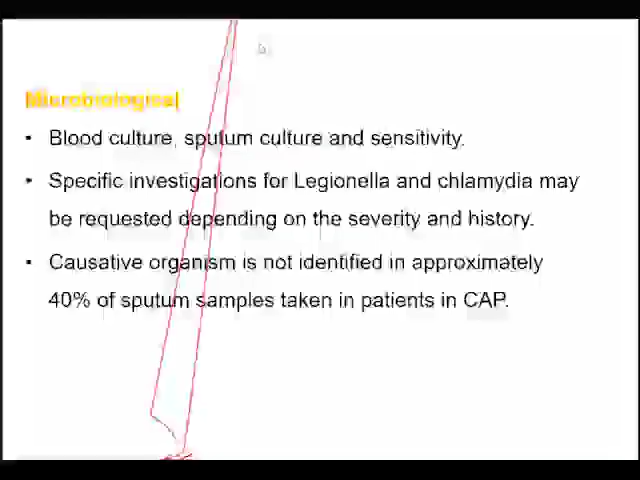 Microbiological
• Blood culture, sputum culture and sensitivity.
• Specific investigations for Legionella and chlamydia may
be requested depending on the severity and history.
• Causative organism is not identified in approximately
40% of sputum samples taken in patients in CAP.